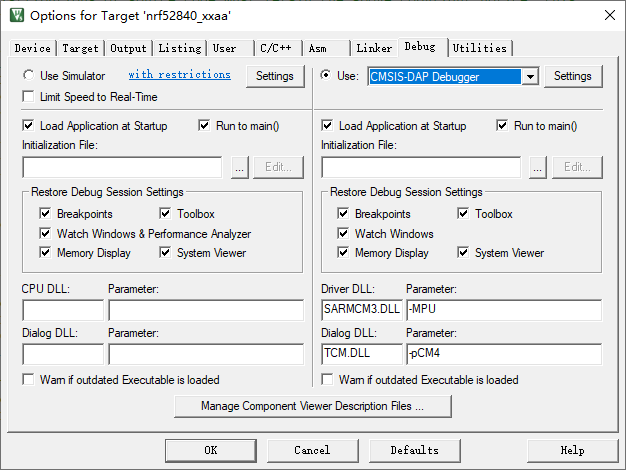 Options for Target 'nrf52840_xxaa'
Device Target Output Listing User C/C++ Asm Linker Debug Utilities
Use Simulator with restrictions Settings
Limit Speed to Real-Time
Use: CMSIS-DAP Debugger Settings
Load Application at Startup Run to main()
Initialization File:
... Edit...
Restore Debug Session Settings
Breakpoints Toolbox
Watch Windows & Performance Analyzer
Memory Display System Viewer
CPU DLL: Parameter:
Dialog DLL: Parameter:
Warn if outdated Executable is loaded
Load Application at Startup Run to main()
Initialization File:
... Edit...
Restore Debug Session Settings
Breakpoints Toolbox
Watch Windows
Memory Display System Viewer
Driver DLL: Parameter:
SARMCM3.DLL -MPU
Dialog DLL: Parameter:
TCM.DLL -pCM4
Warn if outdated Executable is loaded
Manage Component Viewer Description Files ...
OK Cancel Defaults Help